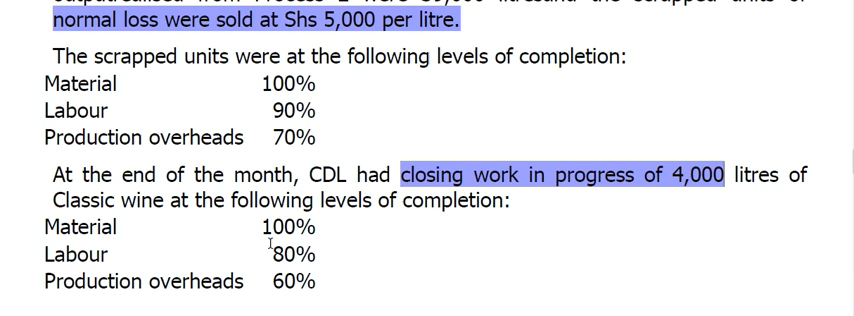 normal loss were sold at Shs 5,000 per litre.
The scrapped units were at the following levels of completion:
Material 100%
Labour 90%
Production overheads 70%
At the end of the month, CDL had closing work in progress of 4,000 litres of
Classic wine at the following levels of completion:
Material 100%
Labour 80%
Production overheads 60%